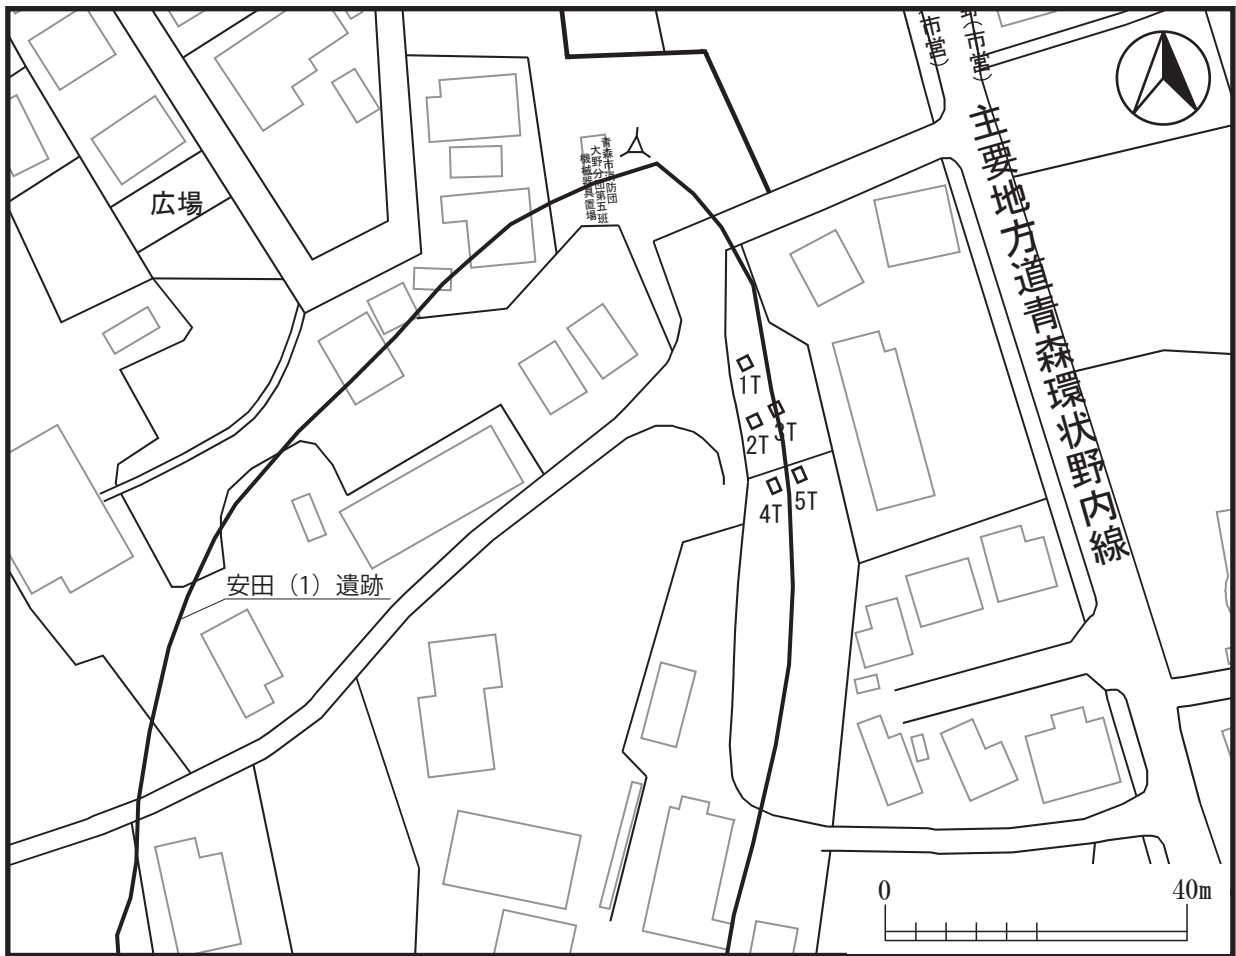 市営）
野（市営）
主要地方道青森環状野内線
青森市消防団
大野分団第五班
機械器具置場
広場
1T
2T
3T
4T
5T
安田（1）遺跡
0
40m